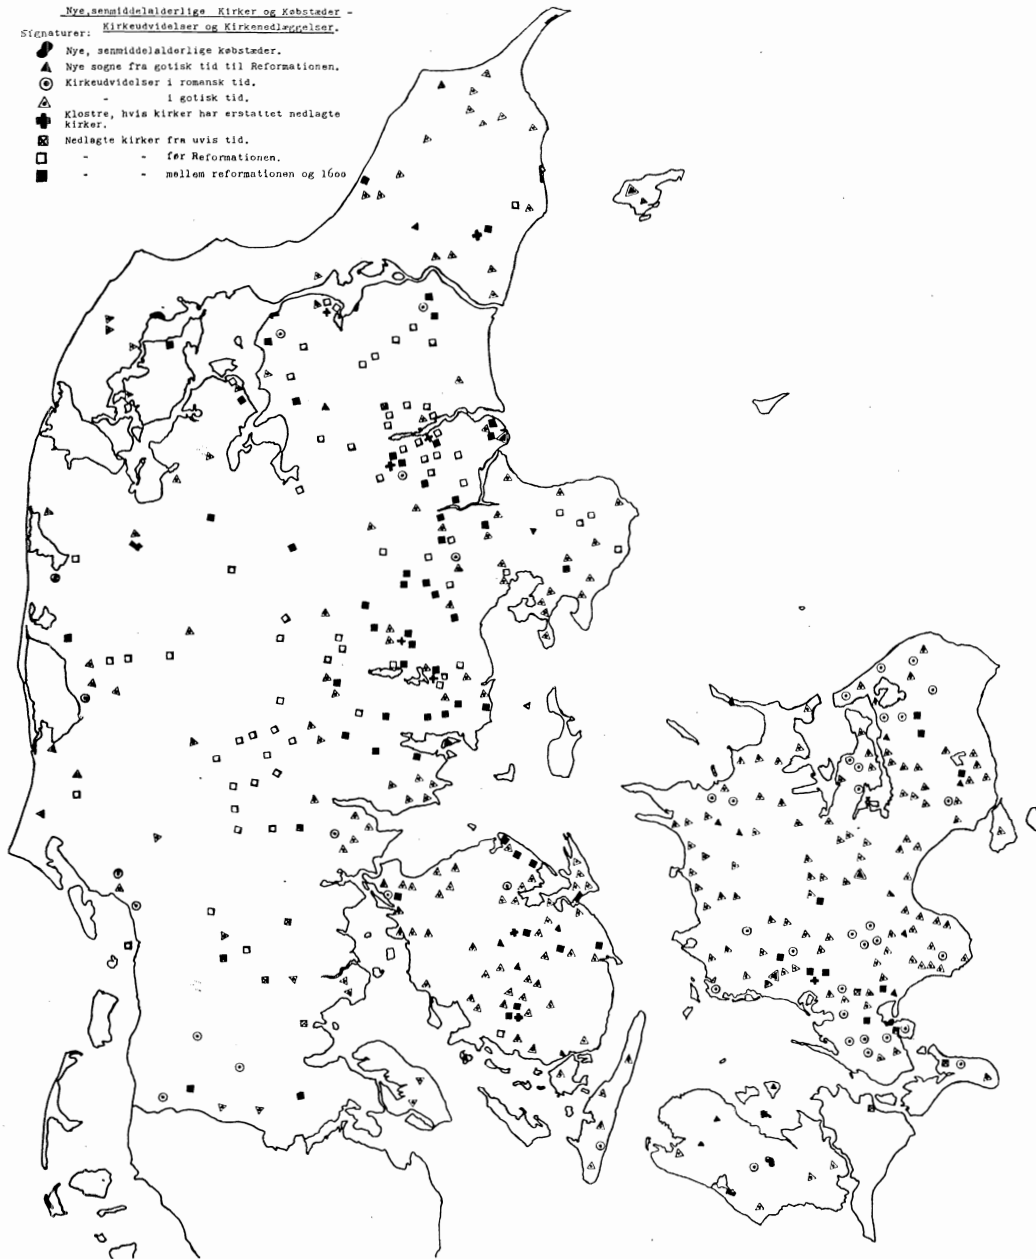 Nye,senmiddelalderlige Kirker og Købstæder -
Kirkeudvidelser og Kirkenedlæggelser.
Signaturer:
Nye, senmiddelalderlige købstæder.
Nye sogne fra gotisk tid til Reformationen.
Kirkeudvidelser i romansk tid.
- i gotisk tid.
Klostre, hvis kirker har erstattet nedlagte
kirker.
Nedlagte kirker fra uvis tid.
- - før Reformationen.
- - mellem reformationen og 1600